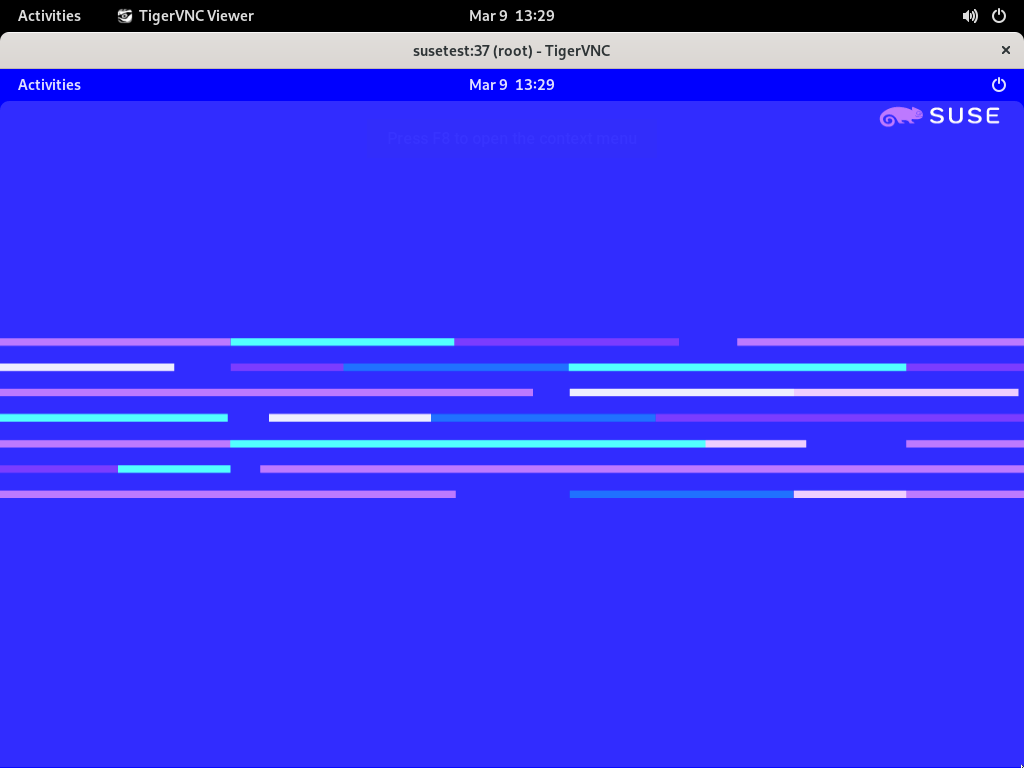 Activities TigerVNC Viewer Mar 9 13:29
susetest:37 (root) - TigerVNC ×
Activities Mar 9 13:29
SUSE
Press F8 to open the context menu